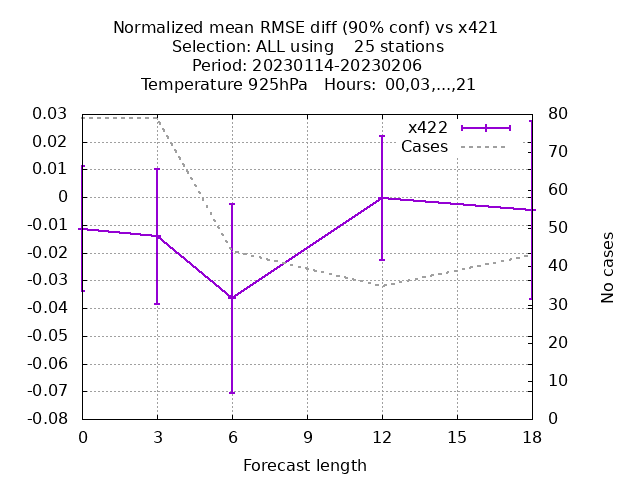 Normalized mean RMSE diff (90% conf) vs x421
Selection: ALL using    25 stations
Period: 20230114-20230206
Temperature 925hPa   Hours: 00,03,...,21
x422
Cases
0.03
0.02
0.01
0
-0.01
-0.02
-0.03
-0.04
-0.05
-0.06
-0.07
-0.08
80
70
60
50
40
30
20
10
0
No cases
0 3 6 9 12 15 18
Forecast length